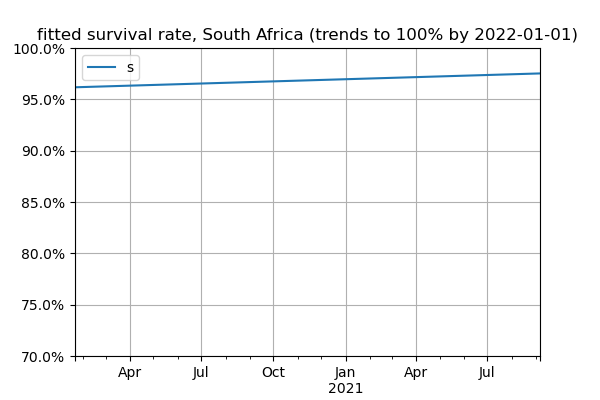 fitted survival rate, South Africa (trends to 100% by 2022-01-01)
100.0%
s
95.0%
90.0%
85.0%
80.0%
75.0%
70.0%
Apr Jul Oct Jan Apr Jul
2021